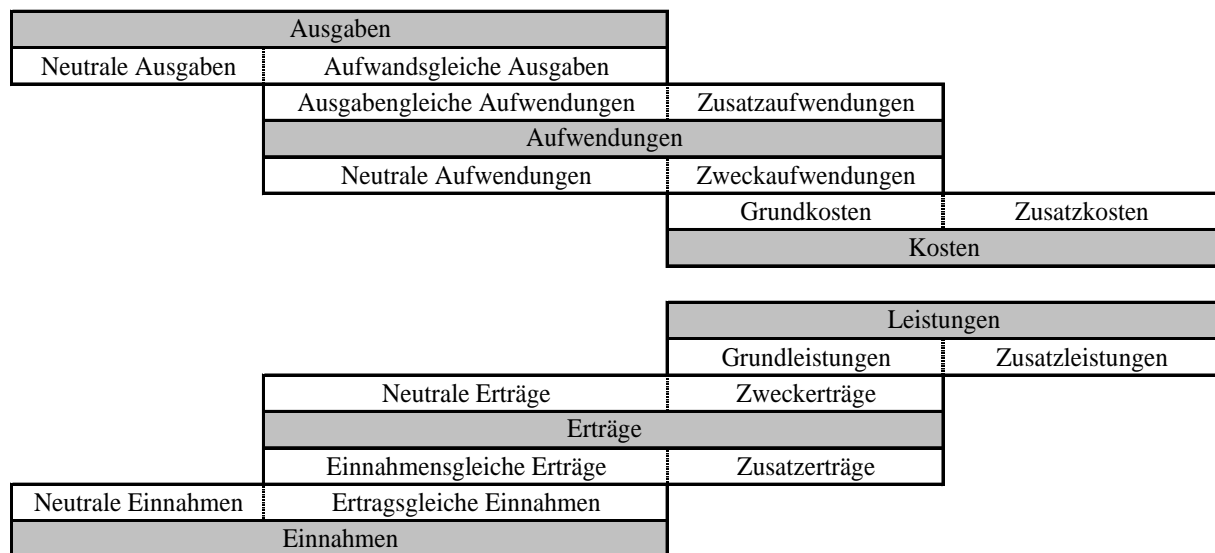 Ausgaben
Neutrale Ausgaben Aufwandsgleiche Ausgaben
Ausgabengleiche Aufwendungen Zusatzaufwendungen
Aufwendungen
Neutrale Aufwendungen Zweckaufwendungen
Grundkosten Zusatzkosten
Kosten
Leistungen
Grundleistungen Zusatzleistungen
Neutrale Erträge Zweckerträge
Erträge
Einnahmensgleiche Erträge Zusatzerträge
Neutrale Einnahmen Ertragsgleiche Einnahmen
Einnahmen